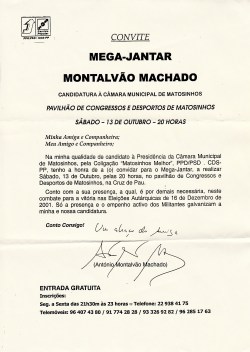 CONVITE
MEGA-JANTAR
MONTALVÃO MACHADO
CANDIDATURA À CÂMARA MUNICIPAL DE MATOSINHOS
PAVILHÃO DE CONGRESSOS E DESPORTOS DE MATOSINHOS
SÁBADO – 13 DE OUTUBRO – 20 HORAS
Minha Amiga e Companheira;
Meu Amigo e Companheiro;
Na minha qualidade de candidato à Presidência da Câmara Municipal
de Matosinhos, pela Coligação "Matosinhos Melhor", PPD/PSD . CDS-
PP, tenho a honra de a (o) convidar para o Mega-Jantar, a realizar
Sábado, 13 de Outubro, pelas 20 horas, no pavilhão de Congressos e
Desportos de Matosinhos, na Cruz de Pau.
Com a sua presença, a qual, é por demais necessária, neste
combate para a vitória nas Eleições Autárquicas de 16 de Dezembro de
2001. Só a presença e o empenho activo dos Militantes galvanizam a
minha e nossa candidatura.
Conto Consigo!
Um abraço do amigo
(António Montalvão Machado)
ENTRADA GRATUITA
Inscrições:
Seg. a Sexta das 21h30m às 23 horas – Telefone: 22 938 41 75
Telemóveis: 96 407 43 88 / 91 774 28 28 / 93 326 92 82 / 96 285 17 63